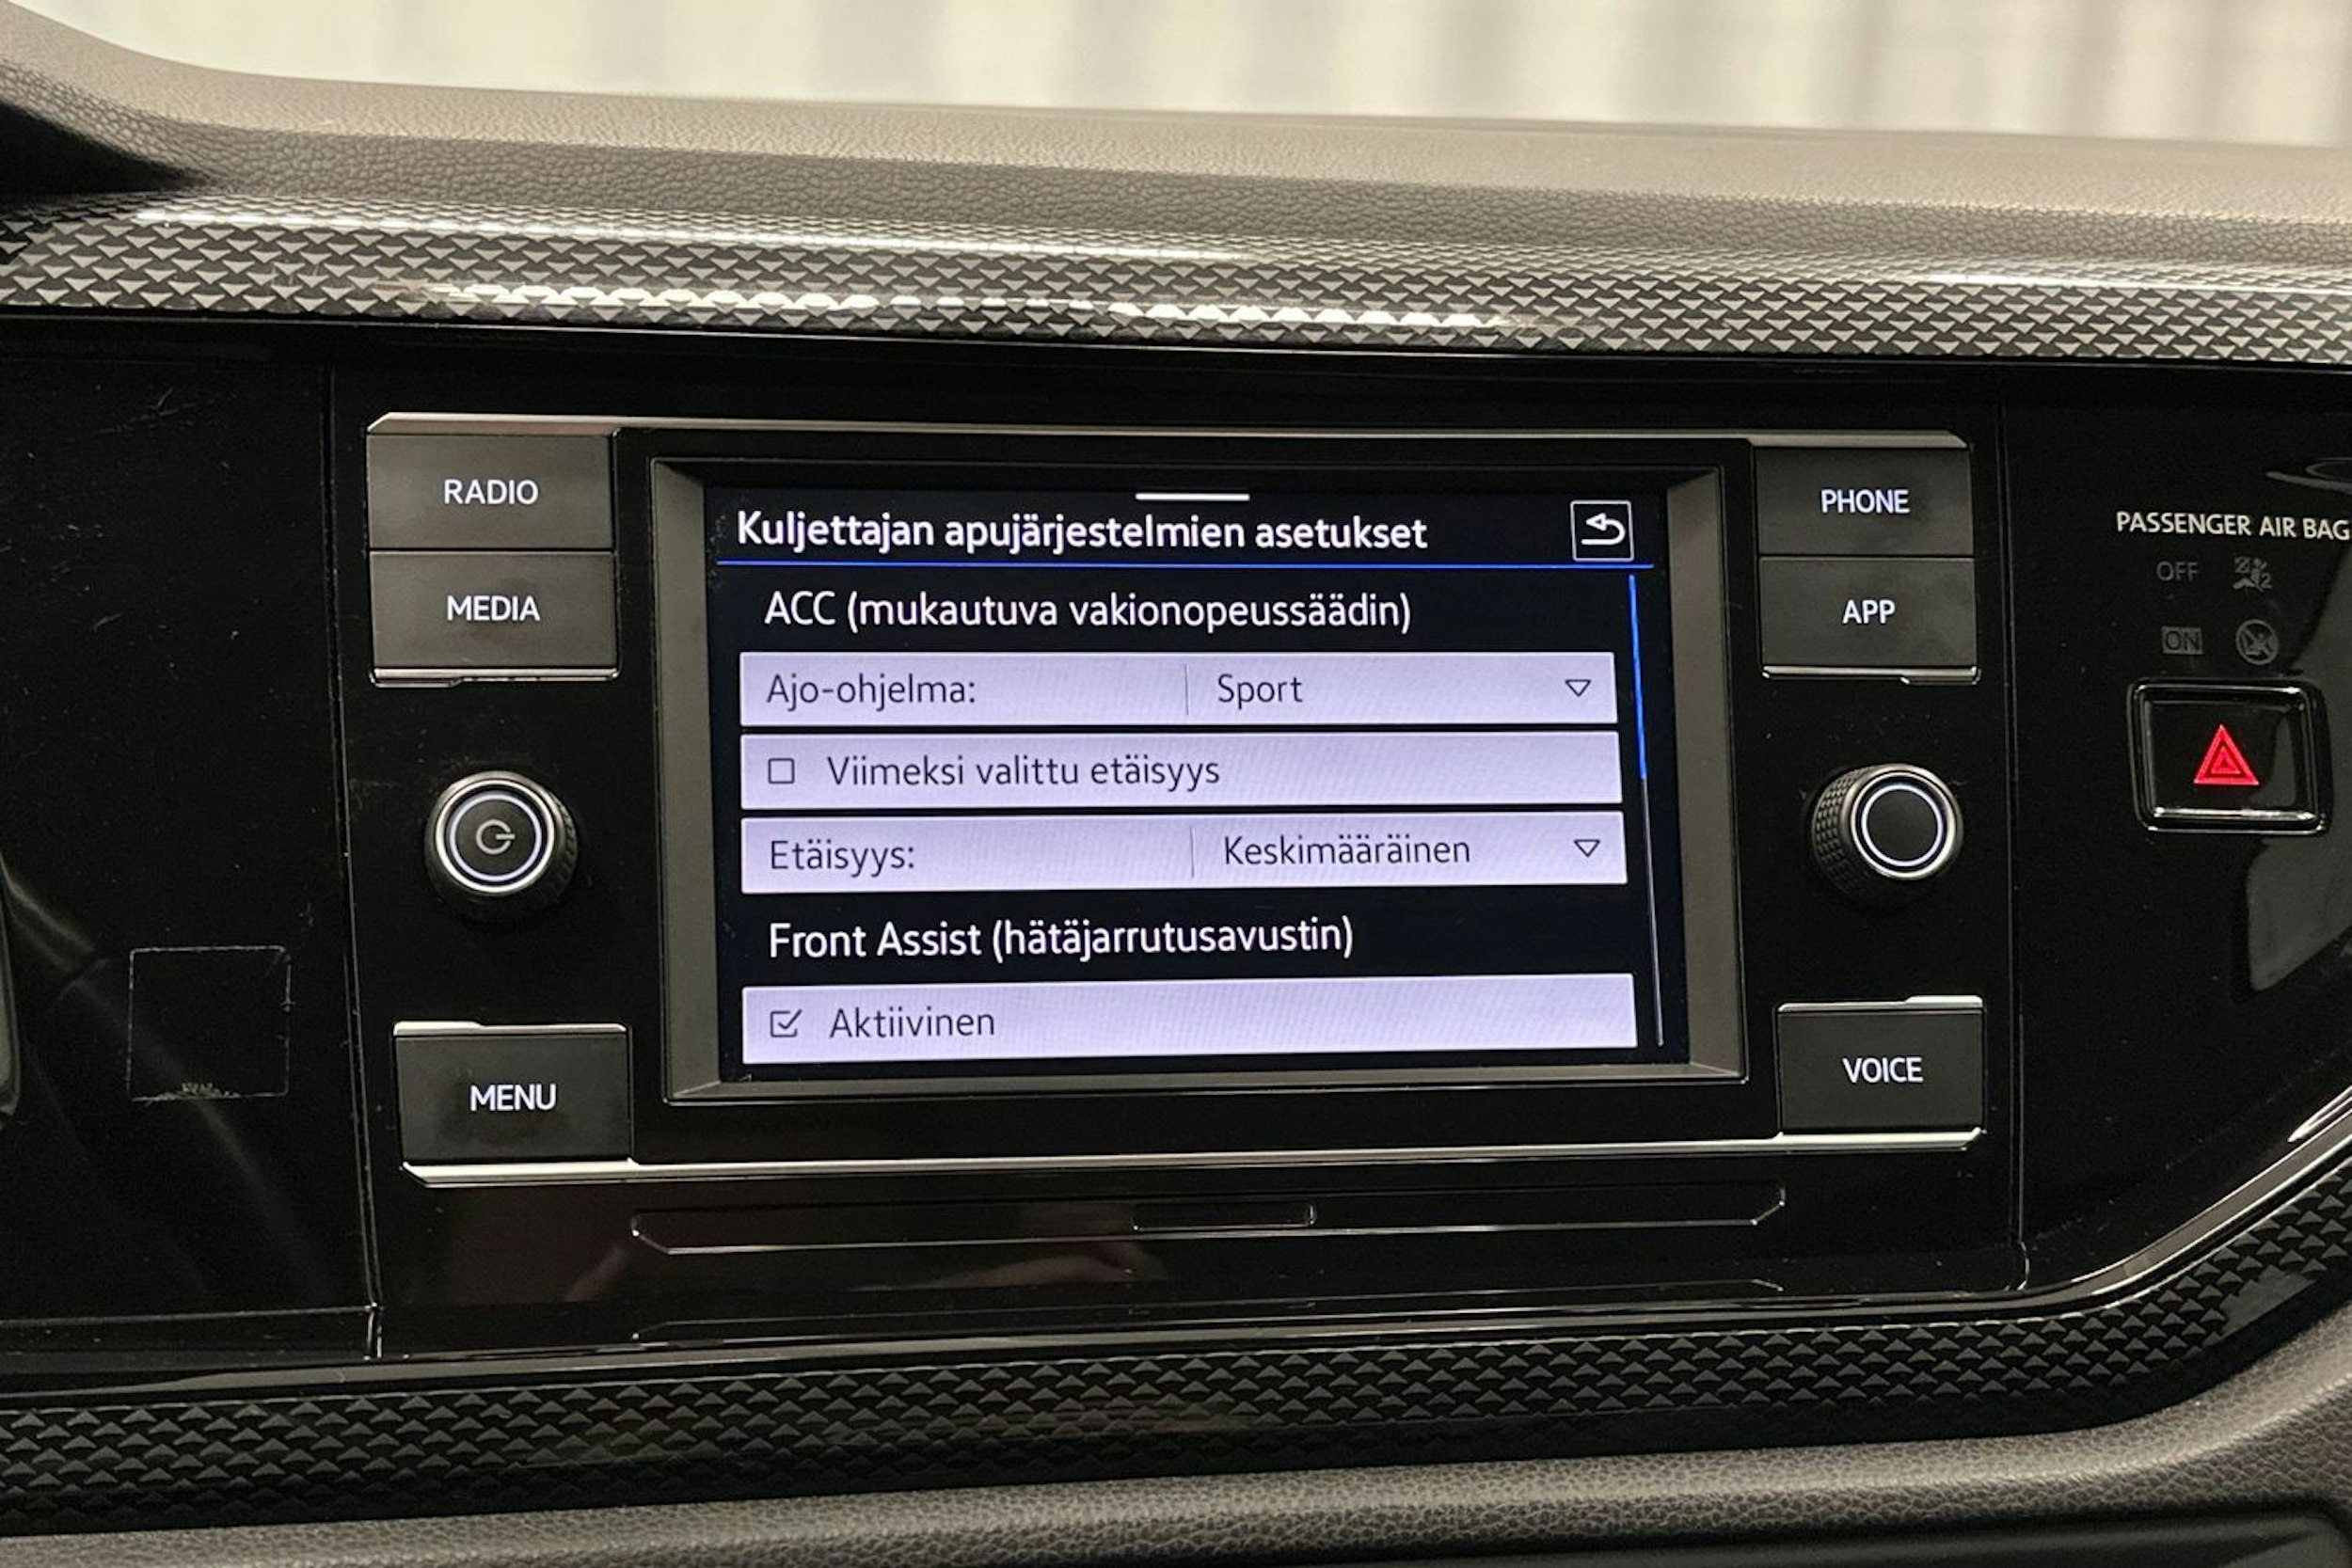 RADIO
MEDIA
MENU
Kuljettajan apujärjestelmien asetukset
ACC (mukautuva vakionopeussäädin)
Ajo-ohjelma: Sport
Viimeksi valittu etäisyys
Etäisyys: Keskimääräinen
Front Assist (hätäjarrutusavustin)
Aktiivinen
PHONE
APP
VOICE
PASSENGER AIR BAG
OFF
ON